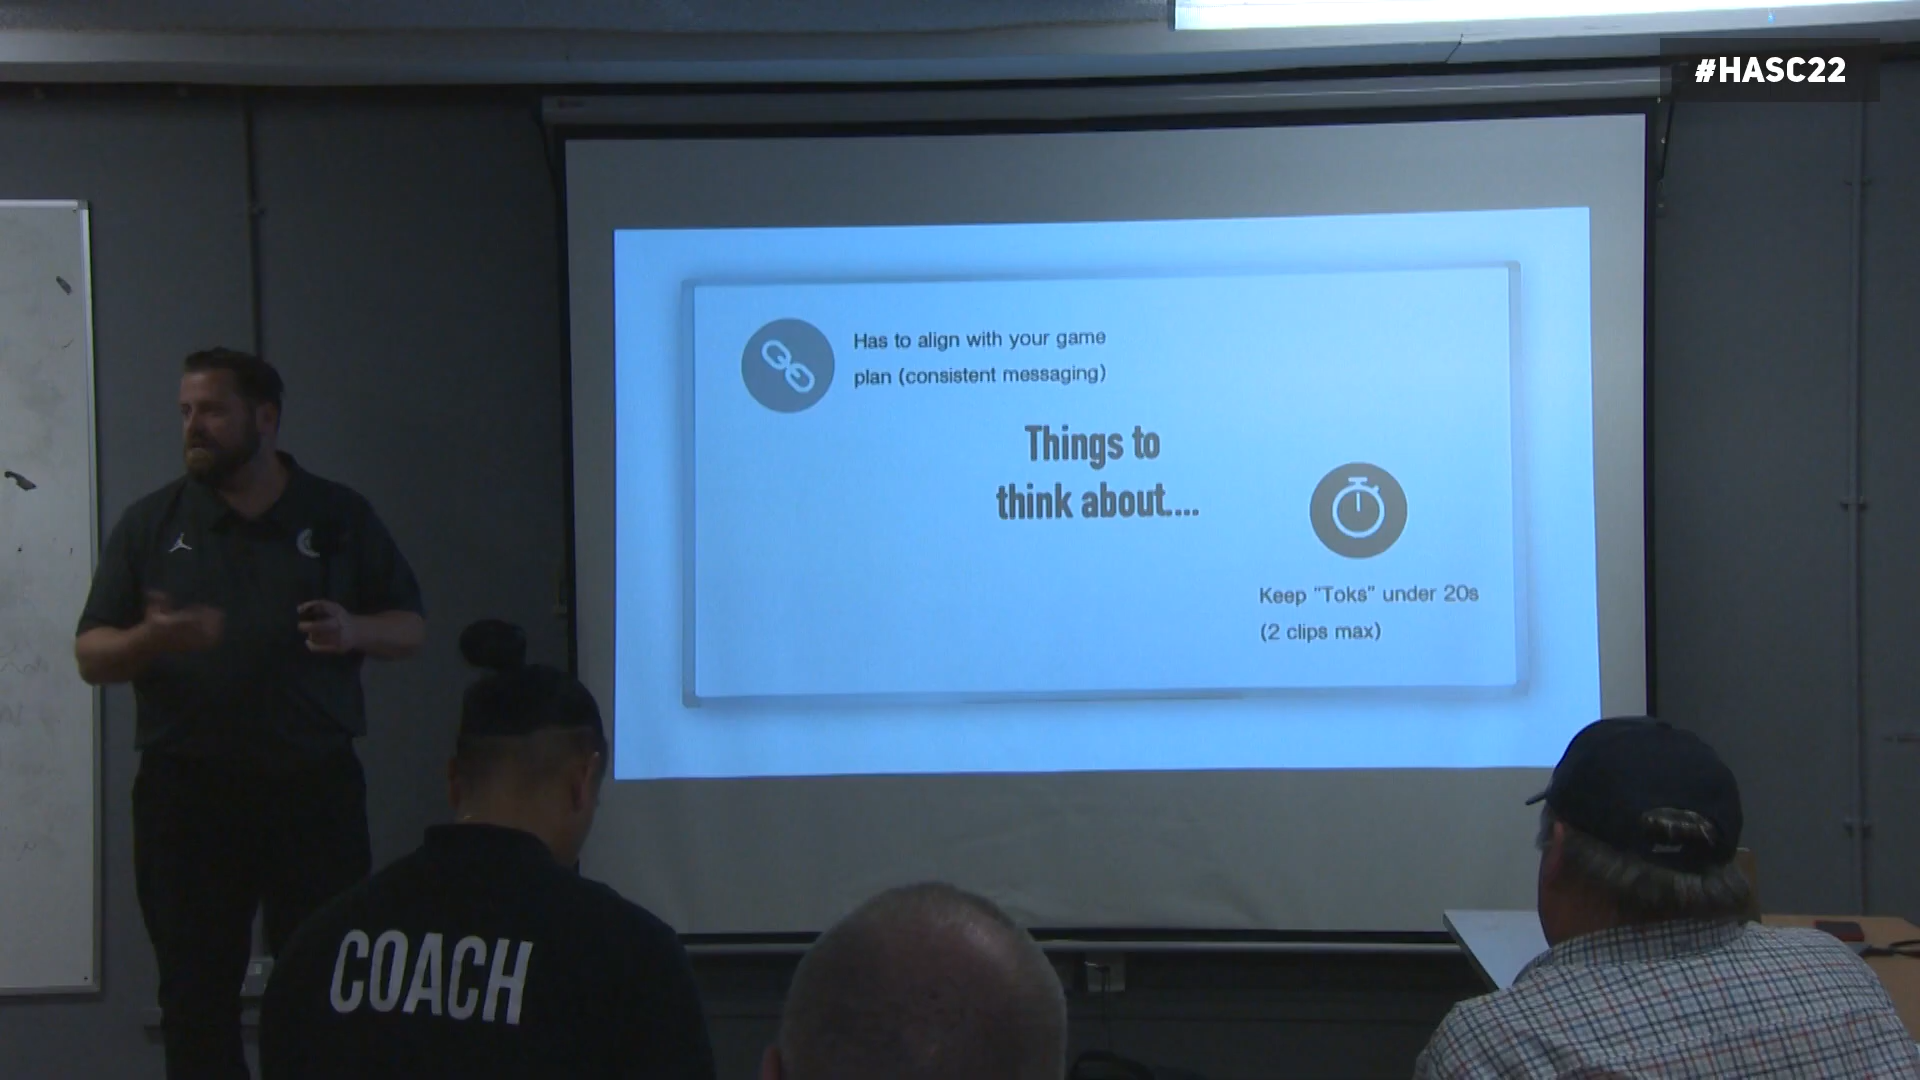 #HASC22
Has to align with your game
plan (consistent messaging)
Things to
think about....
Keep "Toks" under 20s
(2 clips max)
COACH